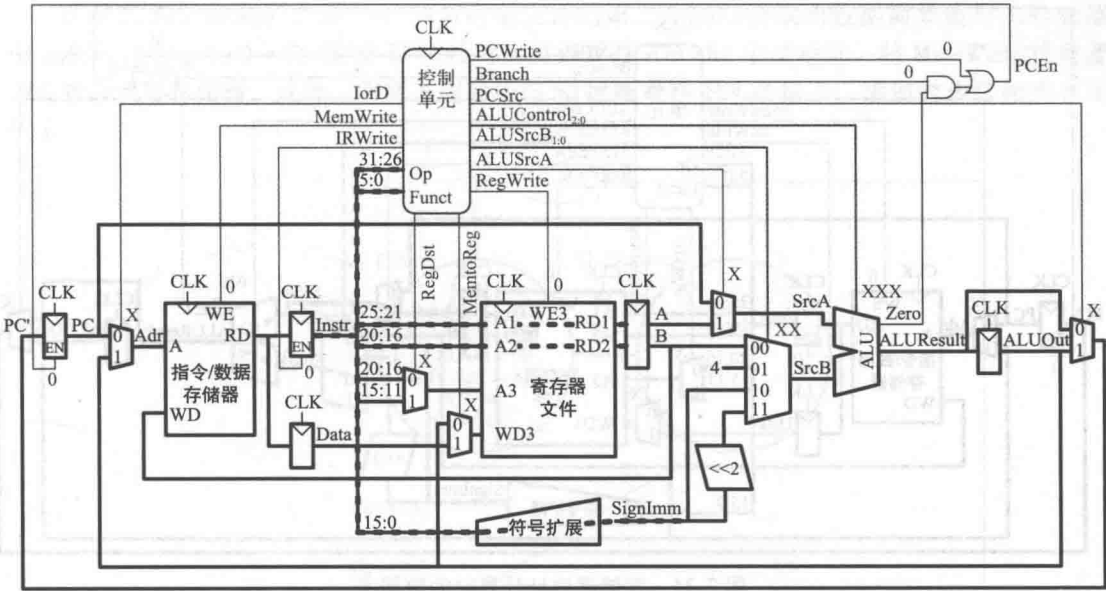 CLK
PCWrite
0
控制
Branch
0
PCEn
单元
IorD
PCSrc
MemWrite
ALUControl2:0
IRWrite
ALUSrcB1:0
31:26
Op
ALUSrcA
5:0
Funct
RegWrite
RegDst
MemtoReg
CLK
PC'
EN
0
PC
0
1
X
Adr
CLK
0
WE
A
RD
指令/数据
存储器
WD
CLK
Instr
EN
0
CLK
Data
25:21
20:16
20:16
15:11
X
0
1
X
0
1
CLK
0
WE3
A1
RD1
A2
RD2
A3
寄存器
文件
WD3
CLK
A
B
4
X
0
1
XX
00
01
10
11
<<2
15:0
符号扩展
SignImm
SrcA
SrcB
XXX
ALU
Zero
ALUResult
CLK
ALUOut
X
0
1